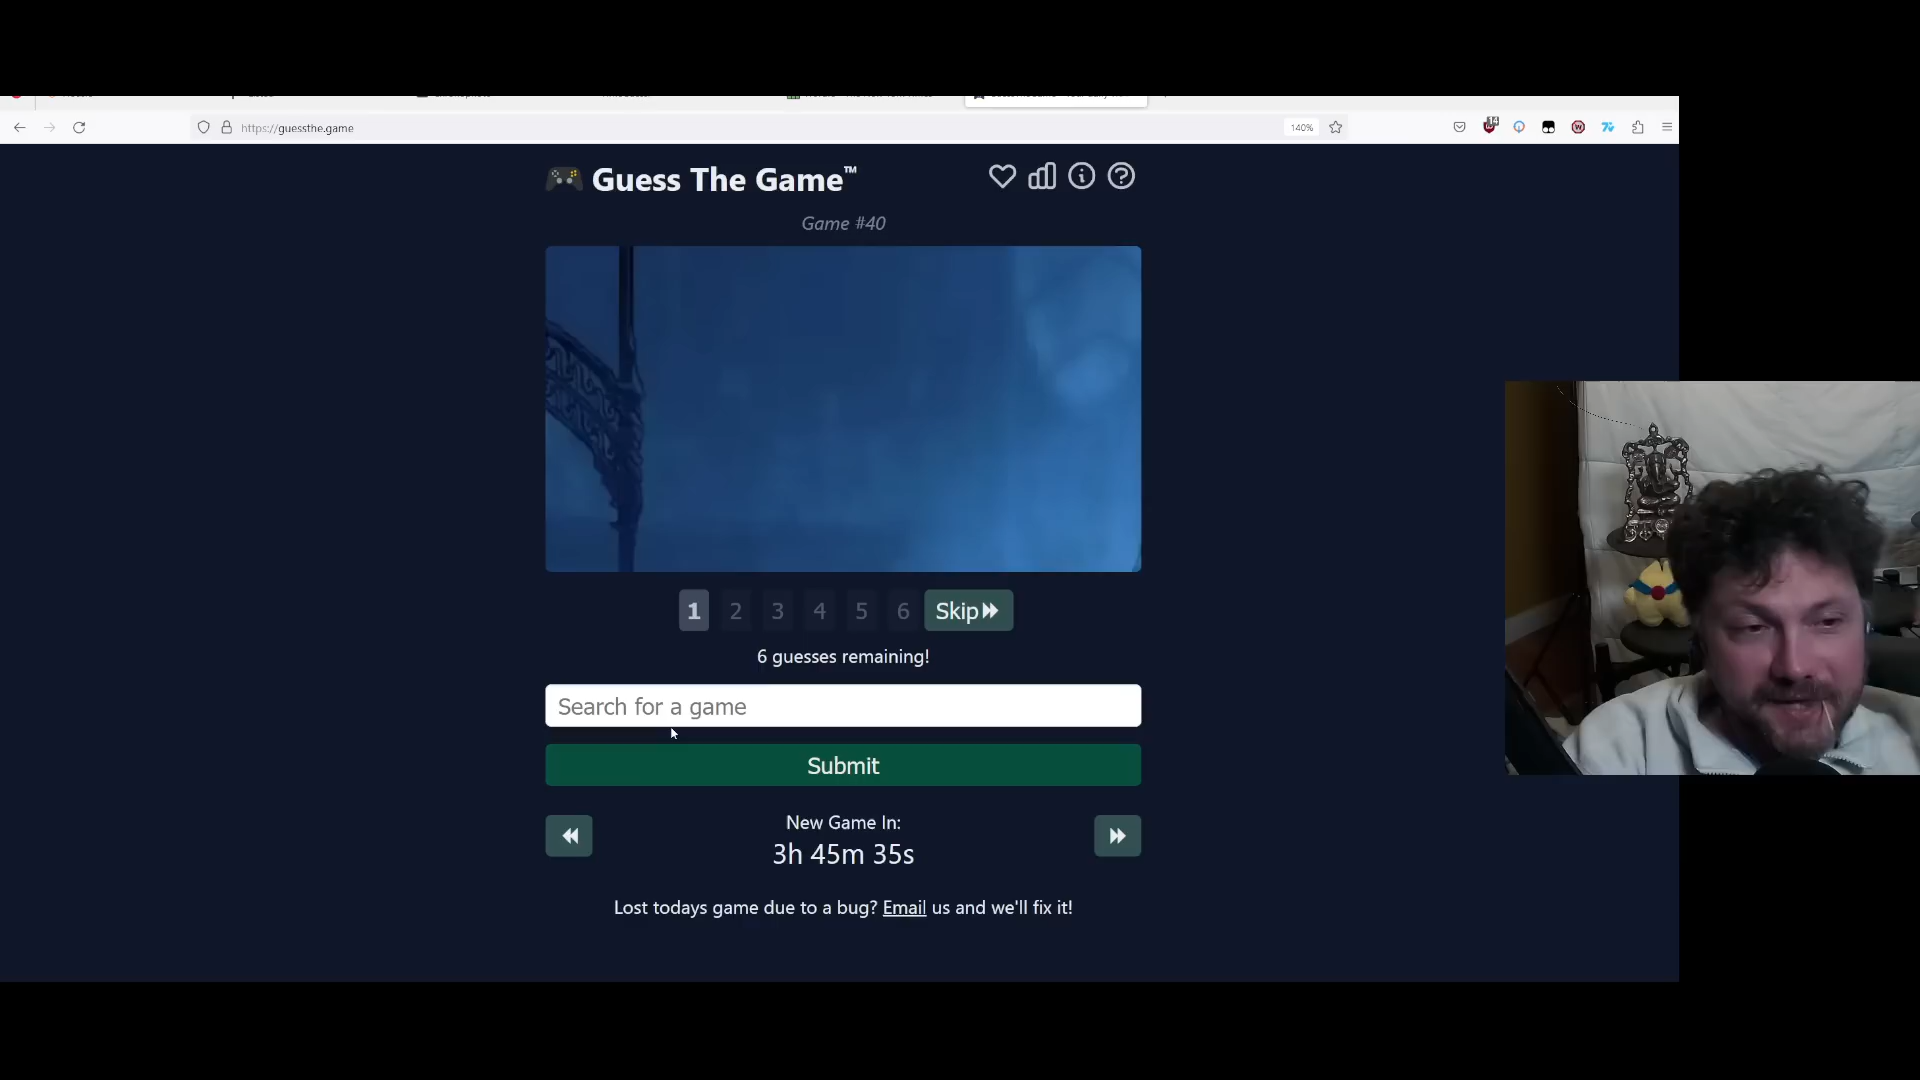 https://guessthe.game
140%
14
Guess The Game™
Game #40
1 2 3 4 5 6 Skip
6 guesses remaining!
Search for a game
Submit
New Game In:
3h 45m 35s
Lost todays game due to a bug? Email us and we'll fix it!